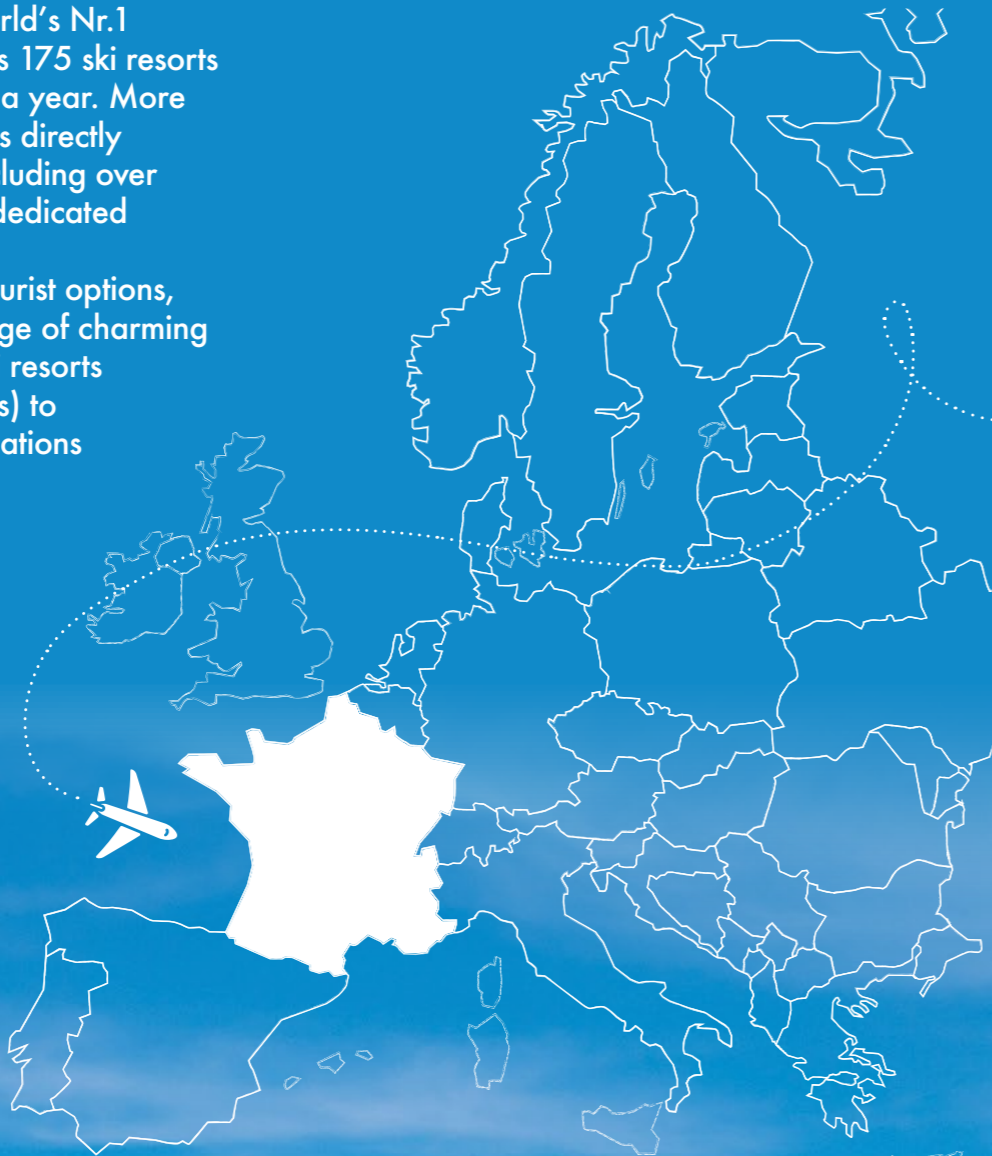 rld's Nr.1
s 175 ski resorts
a year. More
s directly
cluding over
dedicated
urist options,
ge of charming
resorts
s) to
ations